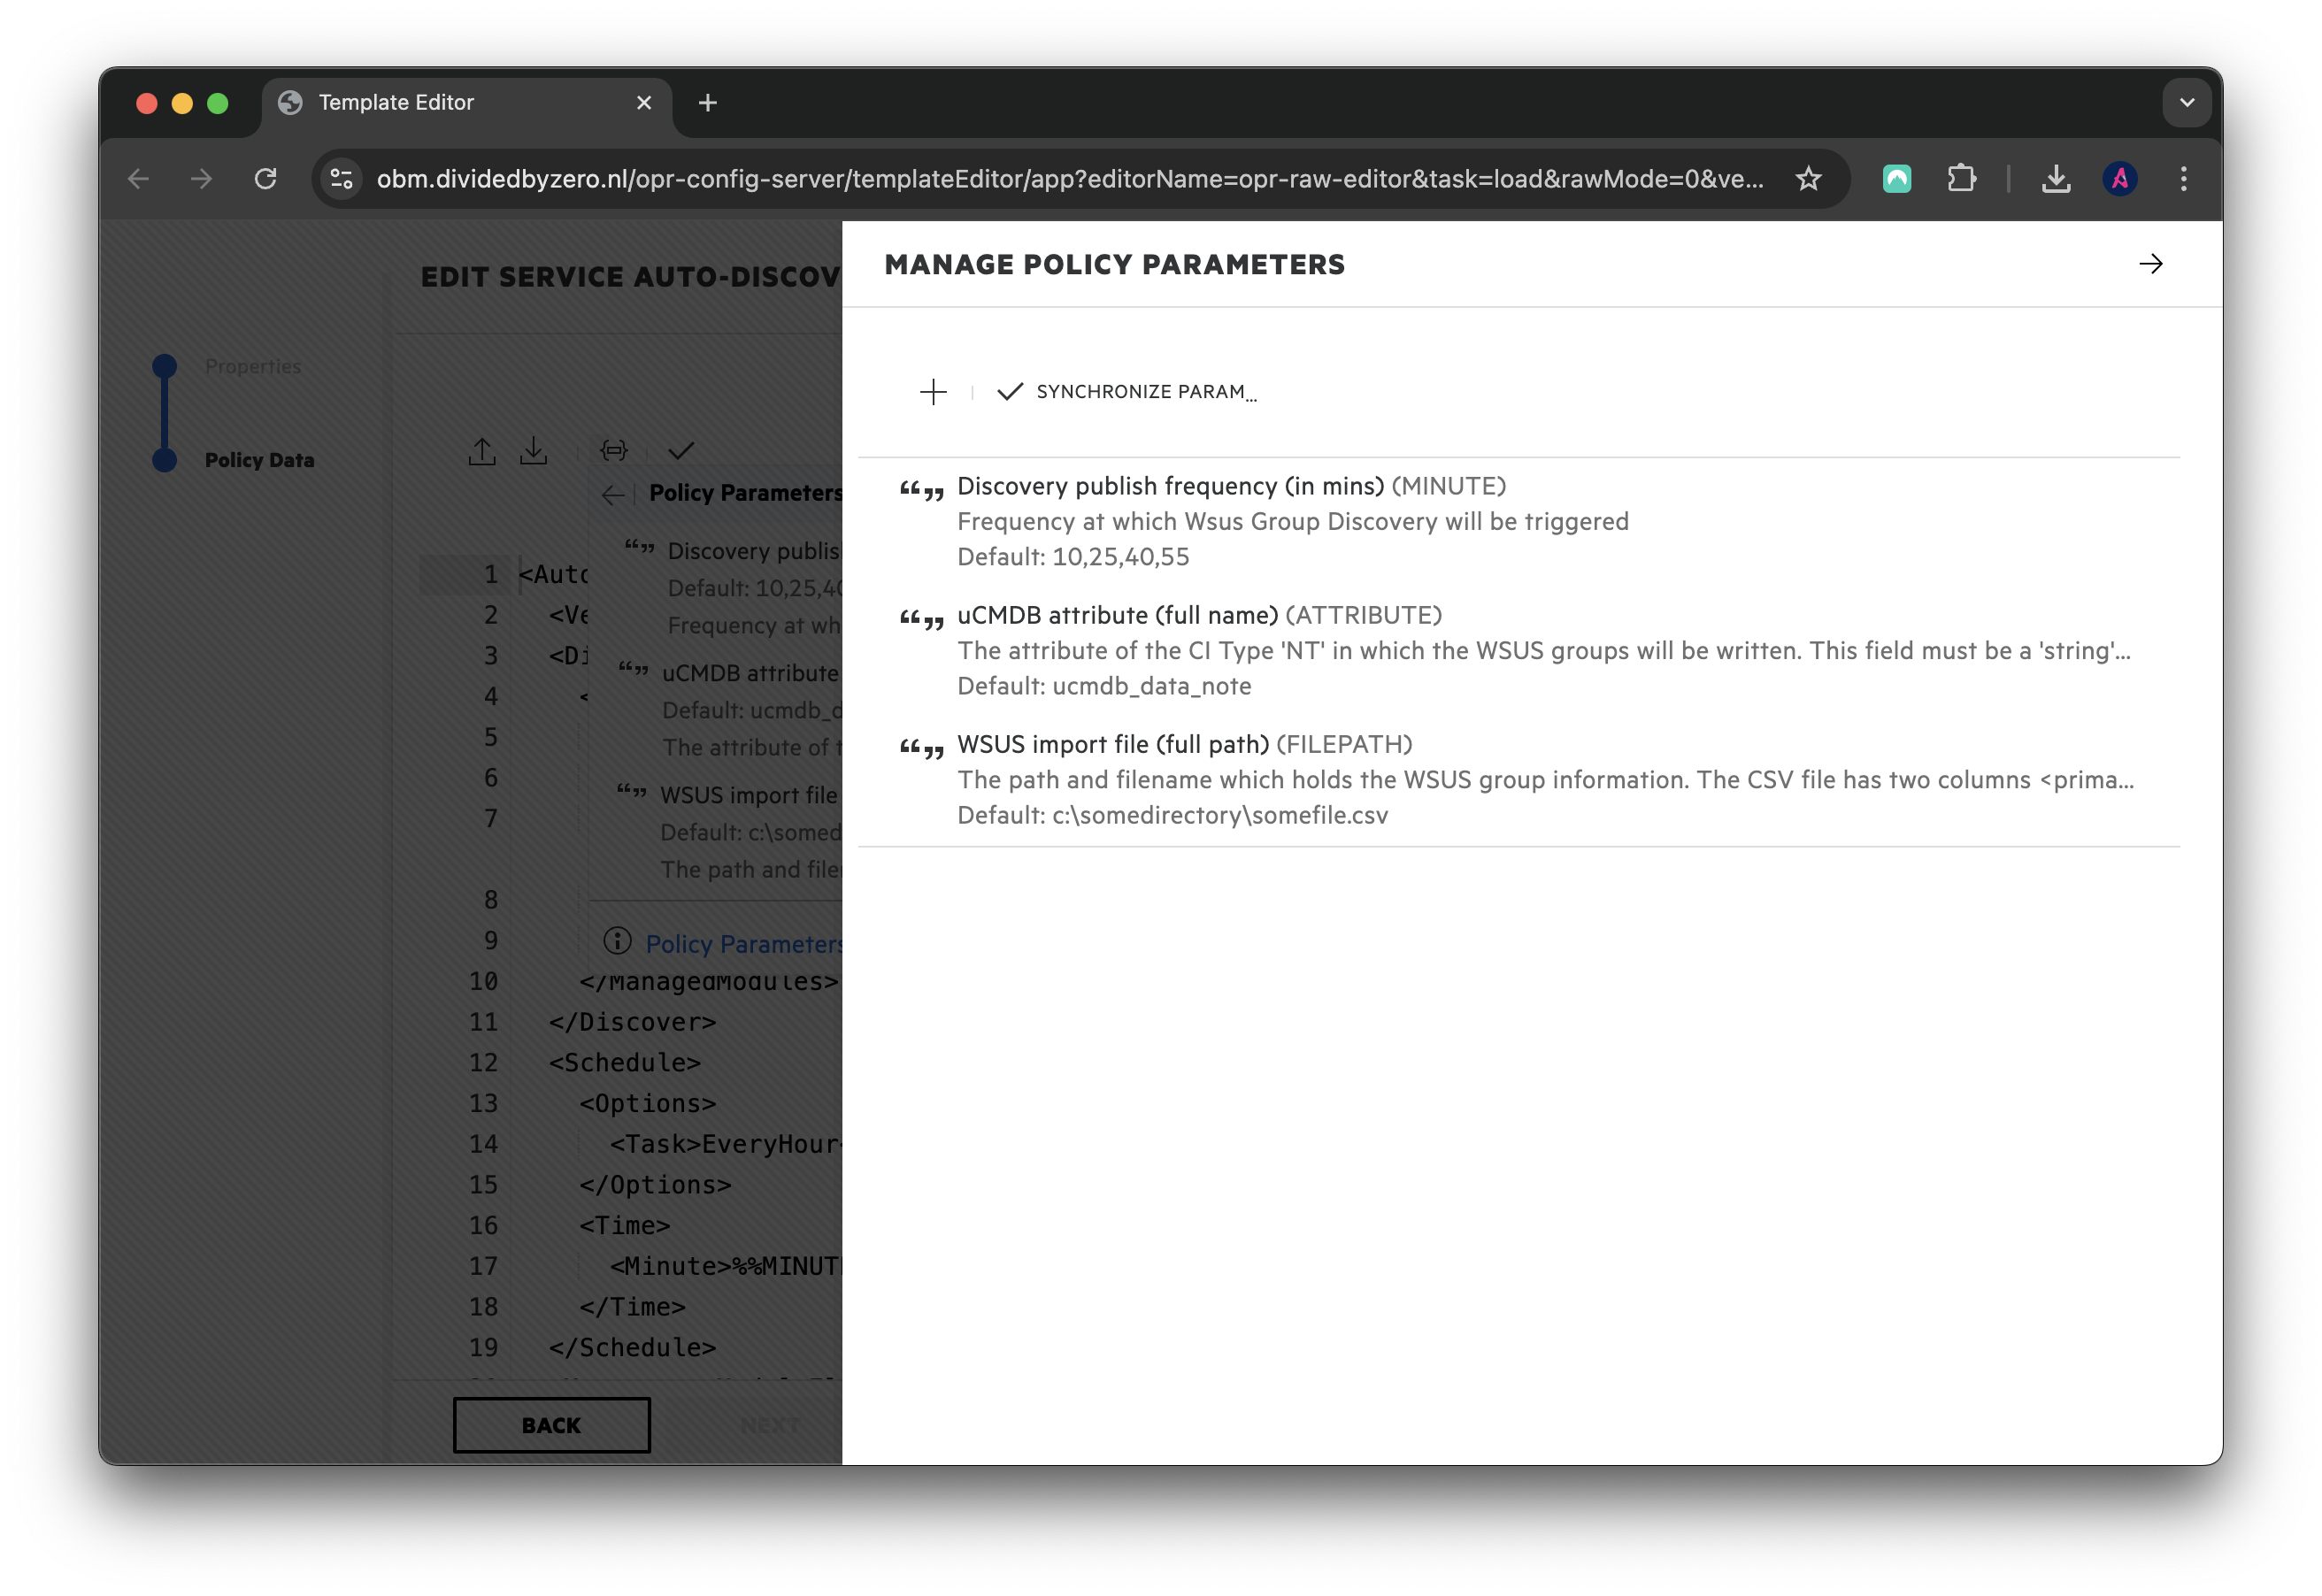 Template Editor
obm.dividedbyzero.nl/opr-config-server/templateEditor/app?editorName=opr-raw-editor&task=load&rawMode=0&ve...
EDIT SERVICE AUTO-DISCOV
Properties
Policy Data
Policy Parameters
Discovery publis
Default: 10,25,40
Frequency at wh
uCMDB attribute
Default: ucmdb_d
The attribute of t
WSUS import file
Default: c:\somed
The path and file
Policy Parameters
1 <Auto
2 <Ve
3 <Di
4 <
5
6
7
8
9
10 </ManagedModules>
11 </Discover>
12 <Schedule>
13 <Options>
14 <Task>EveryHour<
15 </Options>
16 <Time>
17 <Minute>%%MINUT
18 </Time>
19 </Schedule>
BACK
NEXT
MANAGE POLICY PARAMETERS
SYNCHRONIZE PARAM...
Discovery publish frequency (in mins) (MINUTE)
Frequency at which Wsus Group Discovery will be triggered
Default: 10,25,40,55
uCMDB attribute (full name) (ATTRIBUTE)
The attribute of the CI Type 'NT' in which the WSUS groups will be written. This field must be a 'string'...
Default: ucmdb_data_note
WSUS import file (full path) (FILEPATH)
The path and filename which holds the WSUS group information. The CSV file has two columns <prima...
Default: c:\somedirectory\somefile.csv